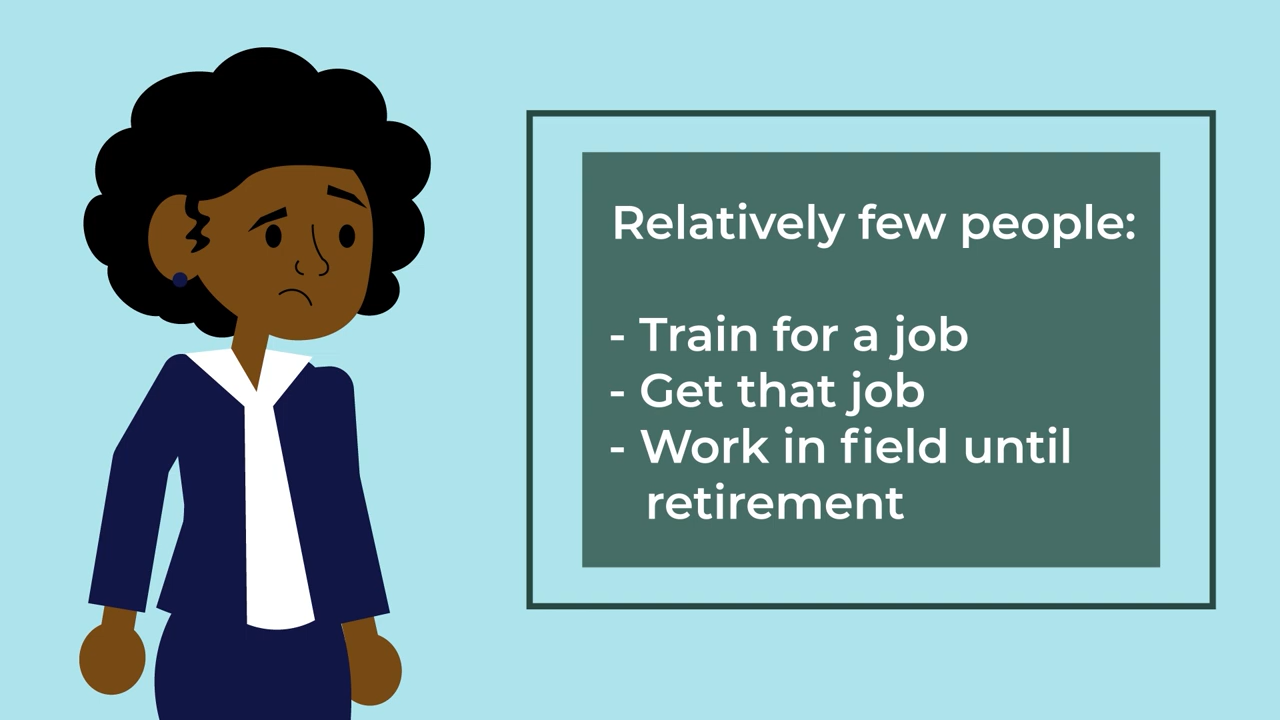 Relatively few people:
- Train for a job
- Get that job
- Work in field until
retirement